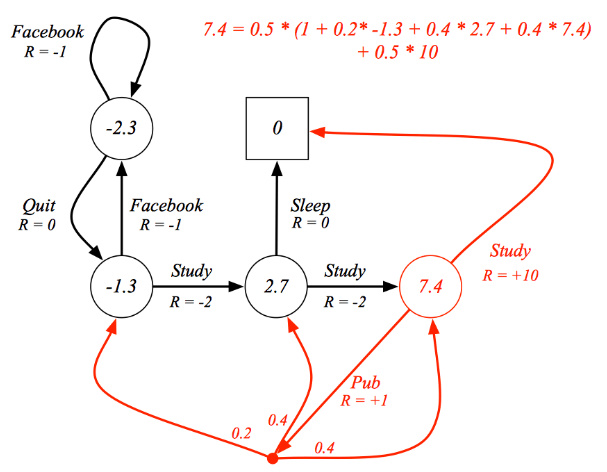 Facebook
R = -1
7.4 = 0.5 * (1 + 0.2* -1.3 + 0.4 * 2.7 + 0.4 * 7.4)
+ 0.5 * 10
-2.3
0
Quit
R = 0
Facebook
R = -1
Sleep
R = 0
Study
R = +10
-1.3
Study
R = -2
2.7
Study
R = -2
7.4
Pub
R = +1
0.2
0.4
0.4